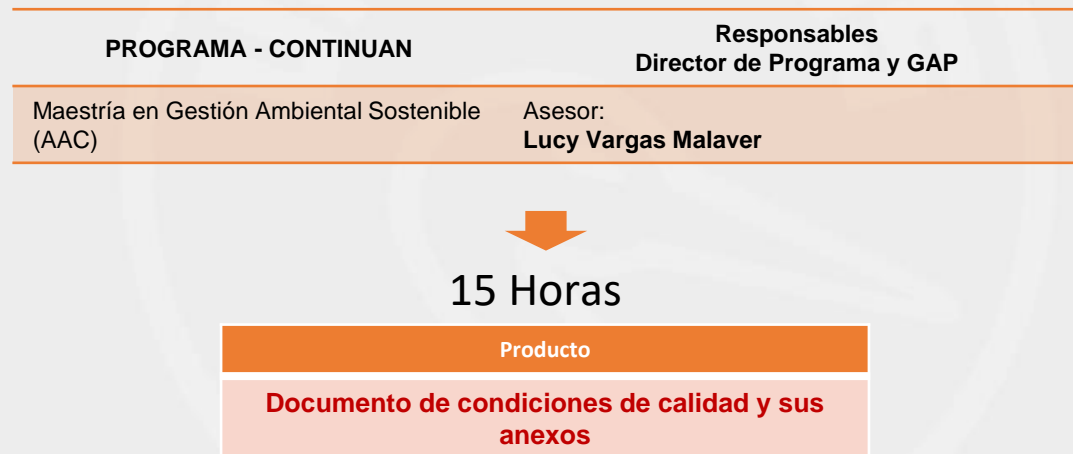 PROGRAMA - CONTINUAN
Responsables
Director de Programa y GAP
Maestría en Gestión Ambiental Sostenible
(AAC)
Asesor:
Lucy Vargas Malaver
15 Horas
Producto
Documento de condiciones de calidad y sus
anexos